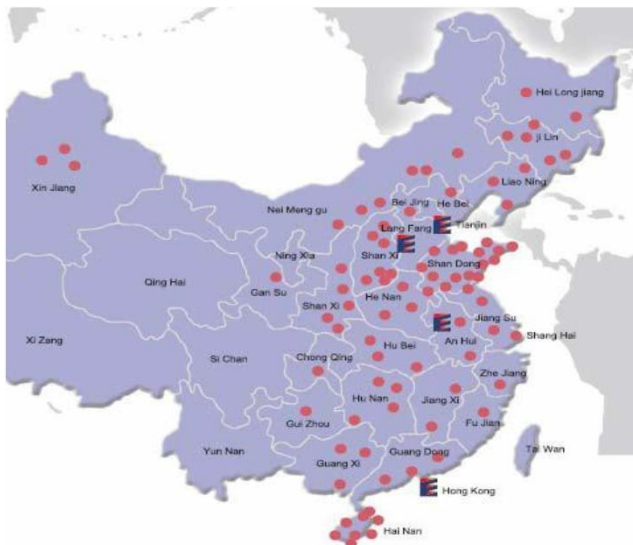 Hei Long jiang
ji Lin
Xin Jiang
Liao Ning
Bei Jing
He Bei
Nei Meng gu
Tianjin
Lang Fang
Ning Xia
Shan Xi
Shan Dong
Qing Hai
Gan Su
Shan Xi
He Nan
Jiang Su
Shang Hai
Xi Zang
An Hui
Hu Bei
Si Chan
Chong Qing
Zhe Jiang
Hu Nan
Jiang Xi
Gui Zhou
Fu Jian
Yun Nan
Guang Dong
Tai Wan
Guang Xi
Hong Kong
Hai Nan